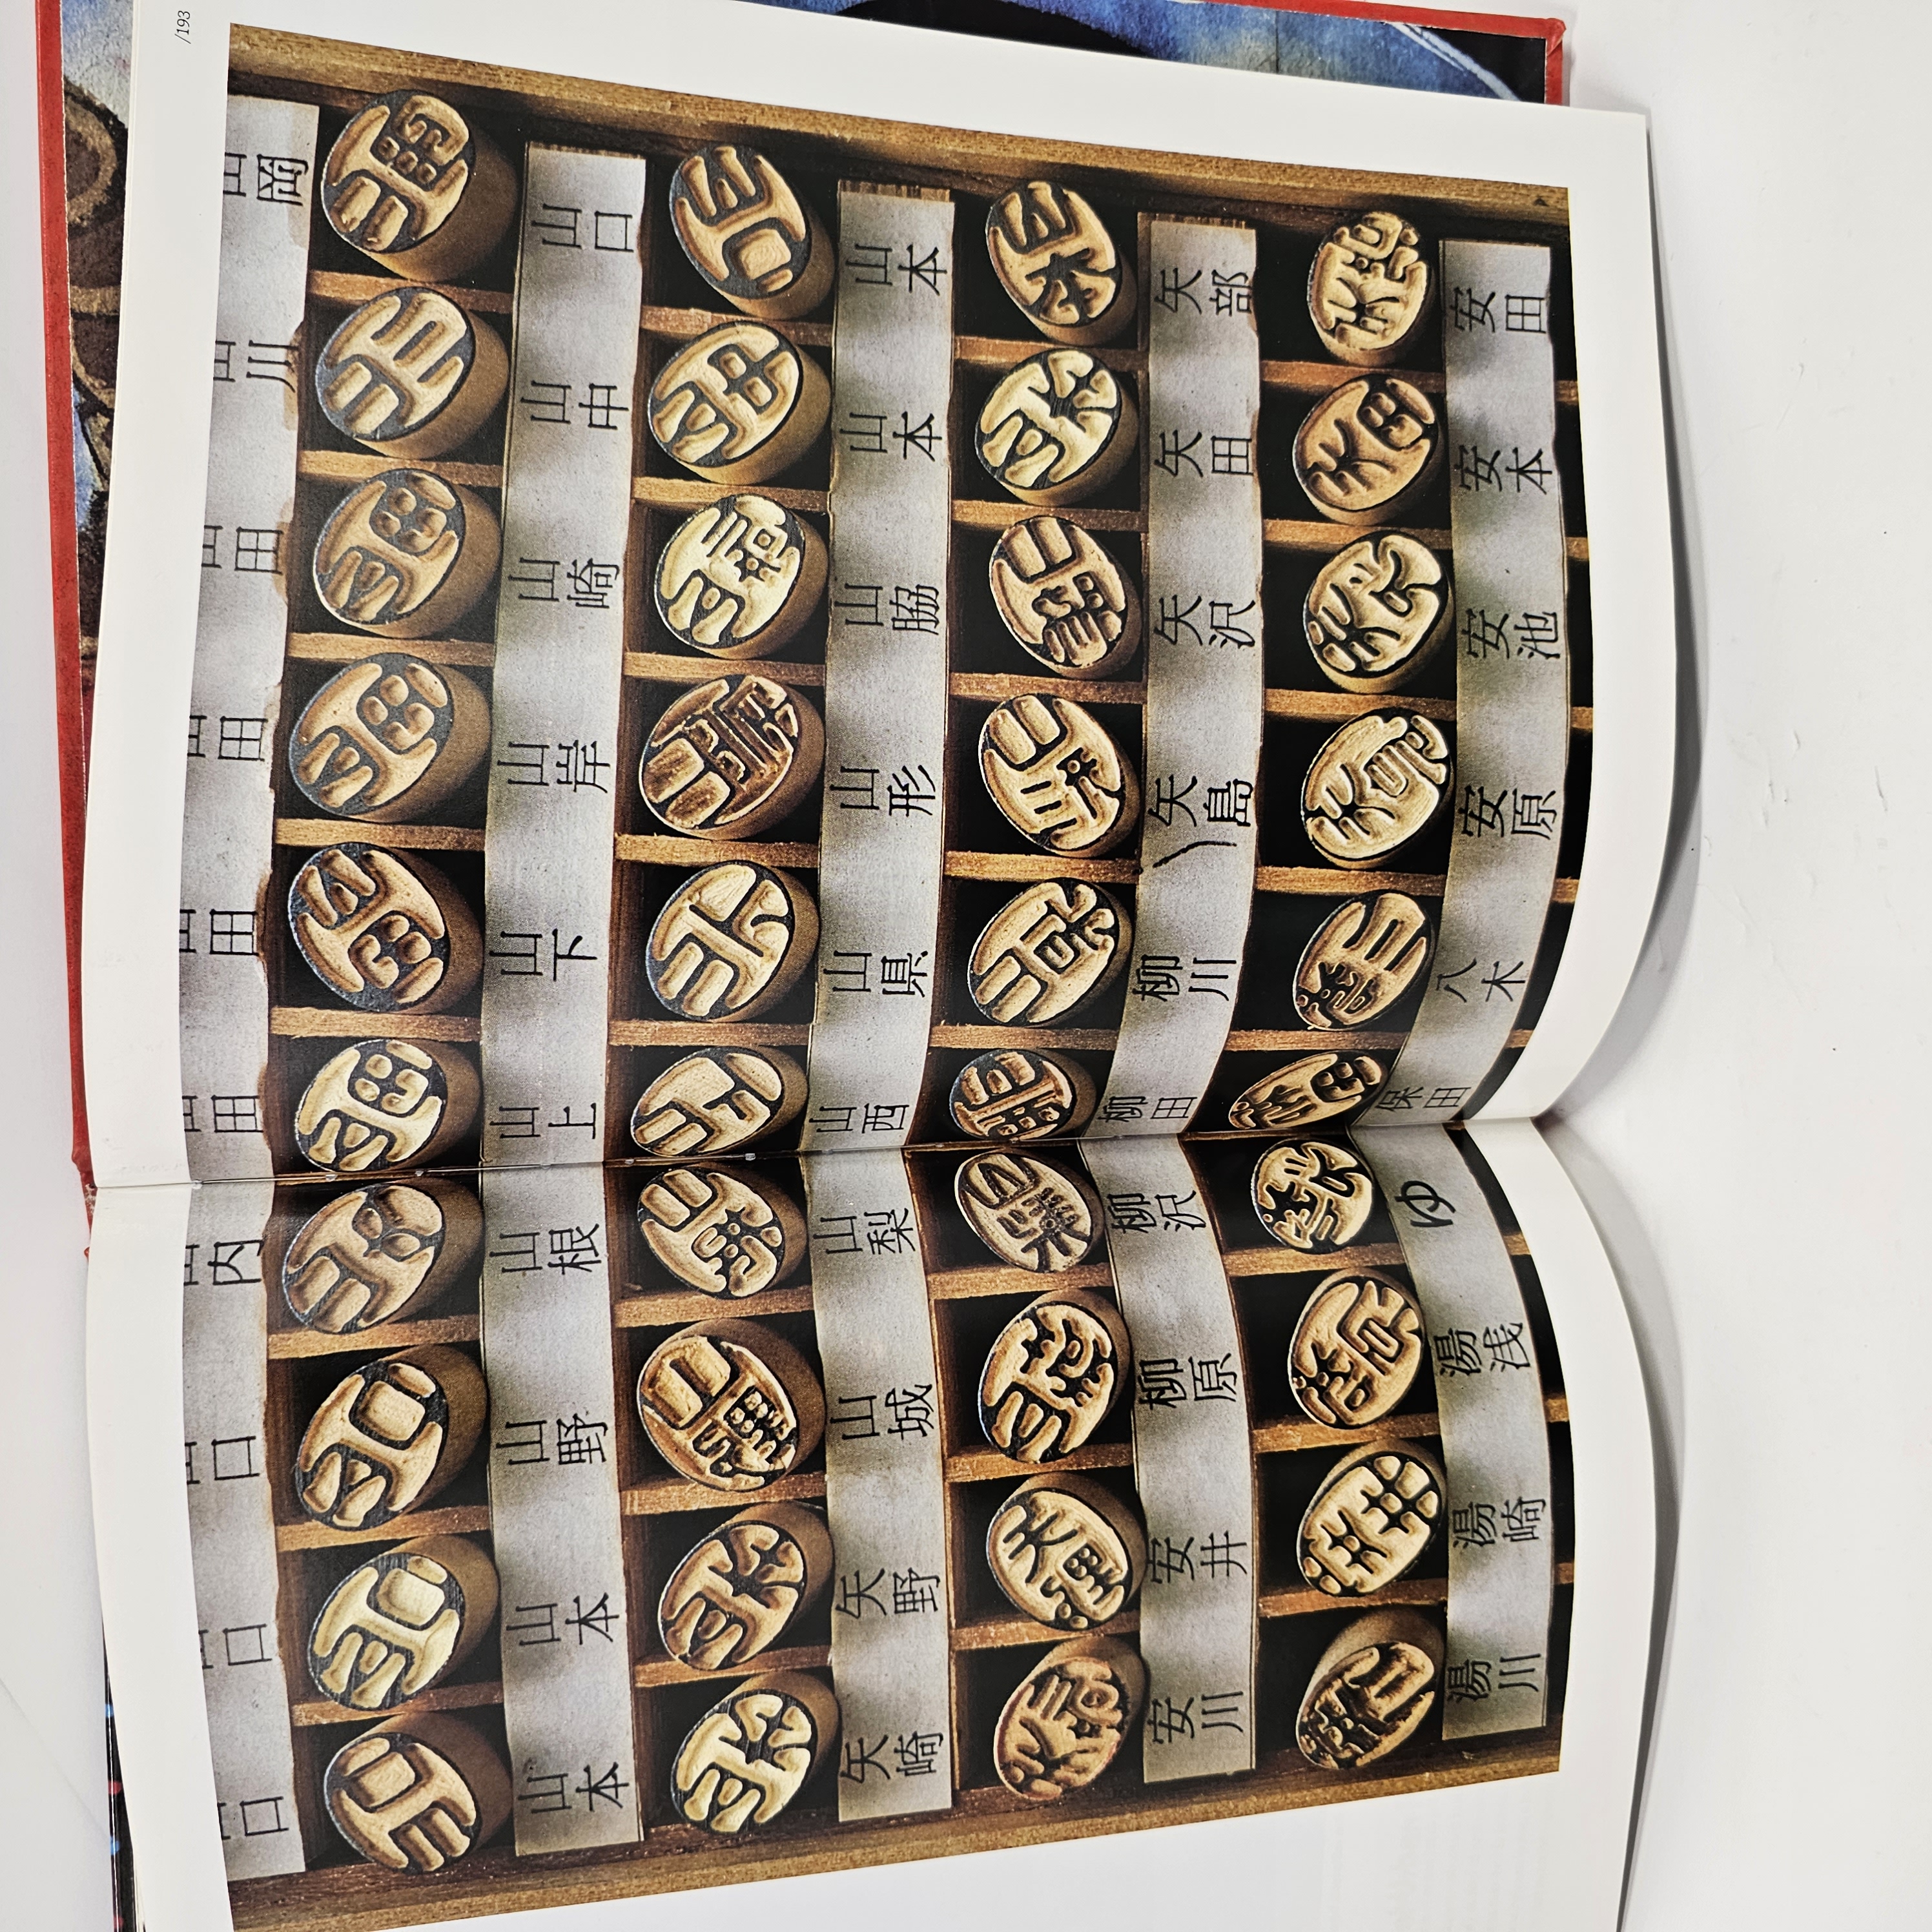 /193
山岡
山川
山田
山田
山田
山田
山内
山口
山口
山口
山口
山中
山崎
山岸
山下
山上
山根
山野
山本
山本
山本
山本
山脇
山形
山県
山西
山梨
山城
矢野
矢崎
矢部
矢田
矢沢
矢島
柳川
柳田
柳沢
柳原
安井
安川
安田
安本
安池
安原
八木
保田
ゆ
湯浅
湯崎
湯川